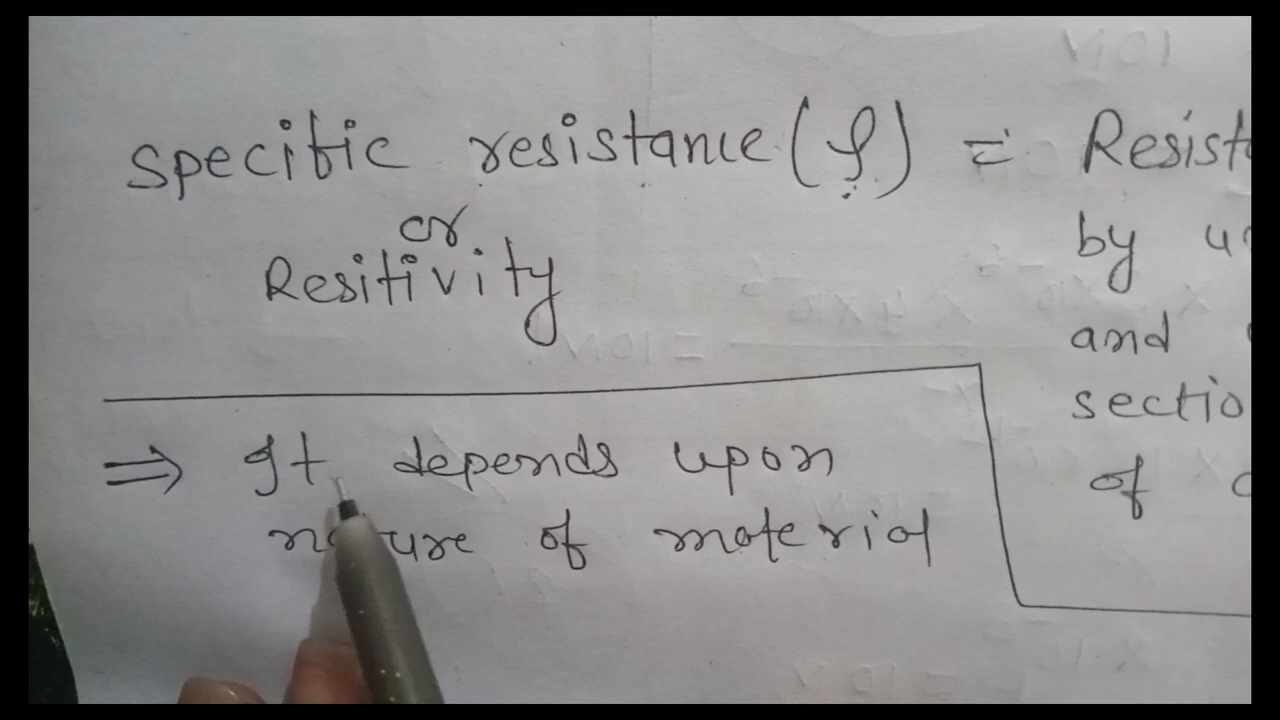 specific resistance (ρ) = Resist
or
Resitivity
by
and
sectio
of
⇒ It depends upon
nature of material